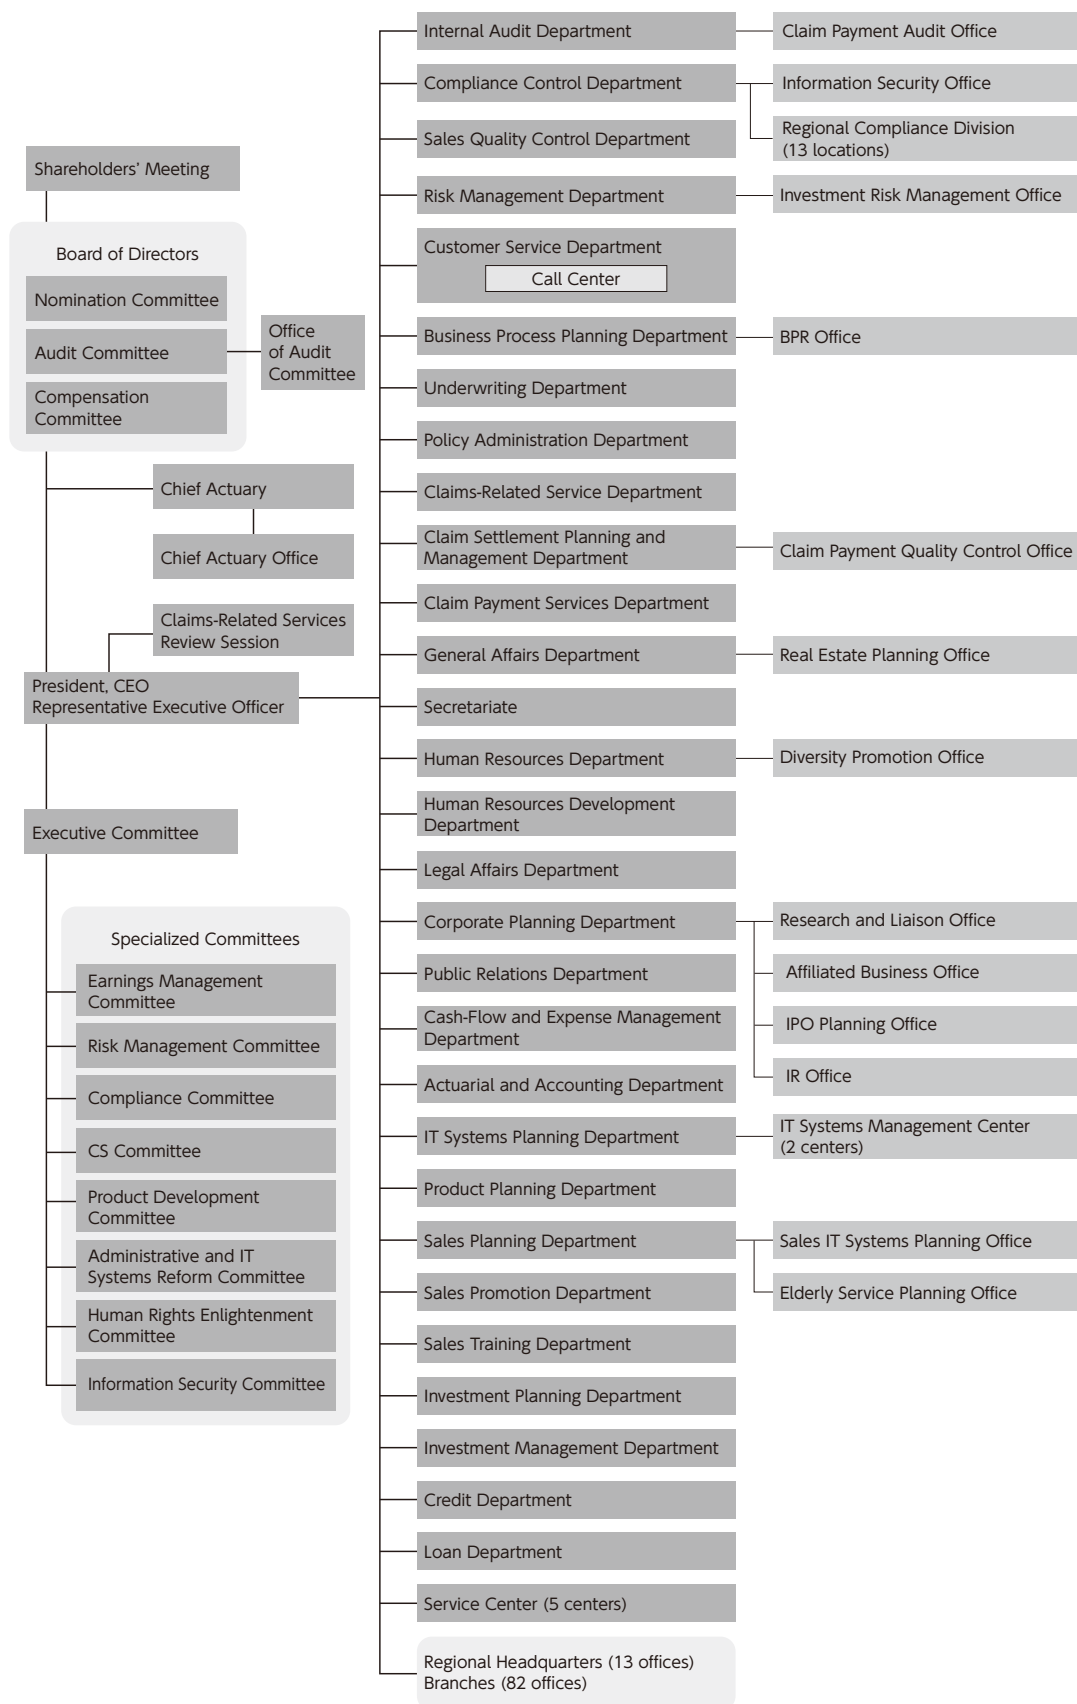 Shareholders’ Meeting
Board of Directors
Nomination Committee
Audit Committee
Compensation
Committee
Office
of Audit
Committee
Chief Actuary
Chief Actuary Office
Claims-Related Services
Review Session
President, CEO
Representative Executive Officer
Executive Committee
Specialized Committees
Earnings Management
Committee
Risk Management Committee
Compliance Committee
CS Committee
Product Development
Committee
Administrative and IT
Systems Reform Committee
Human Rights Enlightenment
Committee
Information Security Committee
Internal Audit Department
Claim Payment Audit Office
Compliance Control Department
Information Security Office
Regional Compliance Division
(13 locations)
Sales Quality Control Department
Risk Management Department
Investment Risk Management Office
Customer Service Department
Call Center
Business Process Planning Department
BPR Office
Underwriting Department
Policy Administration Department
Claims-Related Service Department
Claim Settlement Planning and
Management Department
Claim Payment Quality Control Office
Claim Payment Services Department
General Affairs Department
Real Estate Planning Office
Secretariate
Human Resources Department
Diversity Promotion Office
Human Resources Development
Department
Legal Affairs Department
Corporate Planning Department
Research and Liaison Office
Affiliated Business Office
IPO Planning Office
IR Office
Public Relations Department
Cash-Flow and Expense Management
Department
Actuarial and Accounting Department
IT Systems Planning Department
IT Systems Management Center
(2 centers)
Product Planning Department
Sales Planning Department
Sales IT Systems Planning Office
Elderly Service Planning Office
Sales Promotion Department
Sales Training Department
Investment Planning Department
Investment Management Department
Credit Department
Loan Department
Service Center (5 centers)
Regional Headquarters (13 offices)
Branches (82 offices)